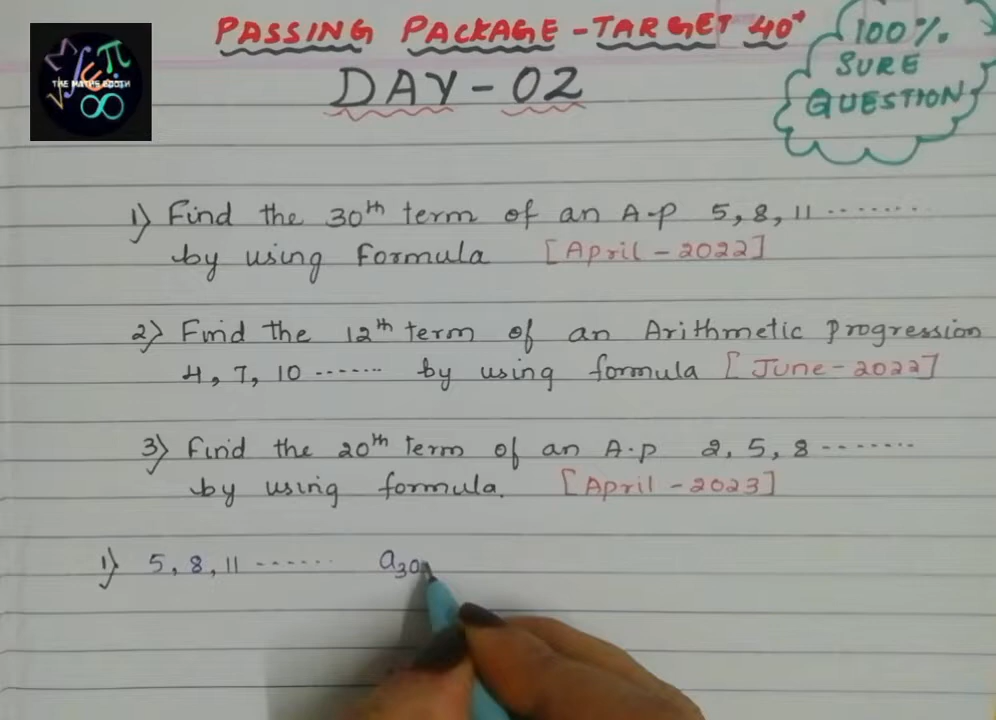 PASSING PACKAGE - TARGET 40+
100% SURE QUESTION
DAY - 02
THE MATHS BOOTH
1) Find the 30th term of an A.p 5, 8, 11 ........
by using formula [April - 2022]
2) Find the 12th term of an Arithmetic progression
4, 7, 10 ....... by using formula [June - 2022]
3) Find the 20th term of an A.p 2, 5, 8 .......
by using formula. [April - 2023]
1) 5, 8, 11 ...... a30